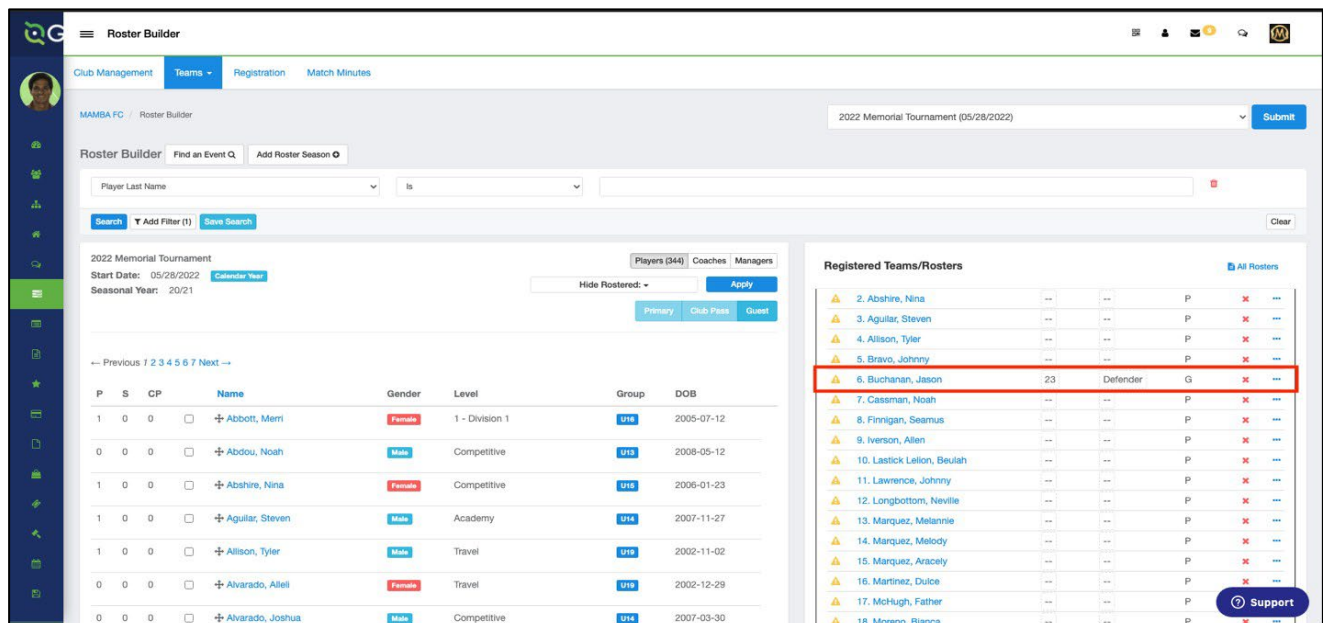 G Roster Builder
Club Management Teams Registration Match Minutes
MAMBA FC / Roster Builder
2022 Memorial Tournament (05/28/2022) Submit
Roster Builder Find an Event Add Roster Season
Player Last Name Is
Search Add Filter (1) Save Search Clear
2022 Memorial Tournament
Start Date: 05/28/2022 Calendar Year
Seasonal Year: 20/21
Players (344) Coaches Managers
Hide Rostered: Apply
Primary Club Pass Guest
← Previous 1 2 3 4 5 6 7 Next →
P S CP Name Gender Level Group DOB
1 0 0 Abbott, Merri Female 1 - Division 1 U16 2005-07-12
0 0 0 Abdou, Noah Male Competitive U13 2008-05-12
1 0 0 Abshire, Nina Female Competitive U15 2006-01-23
1 0 0 Aguilar, Steven Male Academy U14 2007-11-27
1 0 0 Allison, Tyler Male Travel U19 2002-11-02
0 0 0 Alvarado, Alleli Female Travel U19 2002-12-29
0 0 0 Alvarado, Joshua Male Competitive U14 2007-03-30
Registered Teams/Rosters All Rosters
2. Abshire, Nina -- -- P
3. Aguilar, Steven -- -- P
4. Allison, Tyler -- -- P
5. Bravo, Johnny -- -- P
6. Buchanan, Jason 23 Defender G
7. Cassman, Noah -- -- P
8. Finnigan, Seamus -- -- P
9. Iverson, Allen -- -- P
10. Lastick Lelion, Beulah -- -- P
11. Lawrence, Johnny -- -- P
12. Longbottom, Neville -- -- P
13. Marquez, Melannie -- -- P
14. Marquez, Melody -- -- P
15. Marquez, Aracely -- -- P
16. Martinez, Dulce -- -- P
17. McHugh, Father -- -- P
18. Moreno, Bianca -- -- P
Support